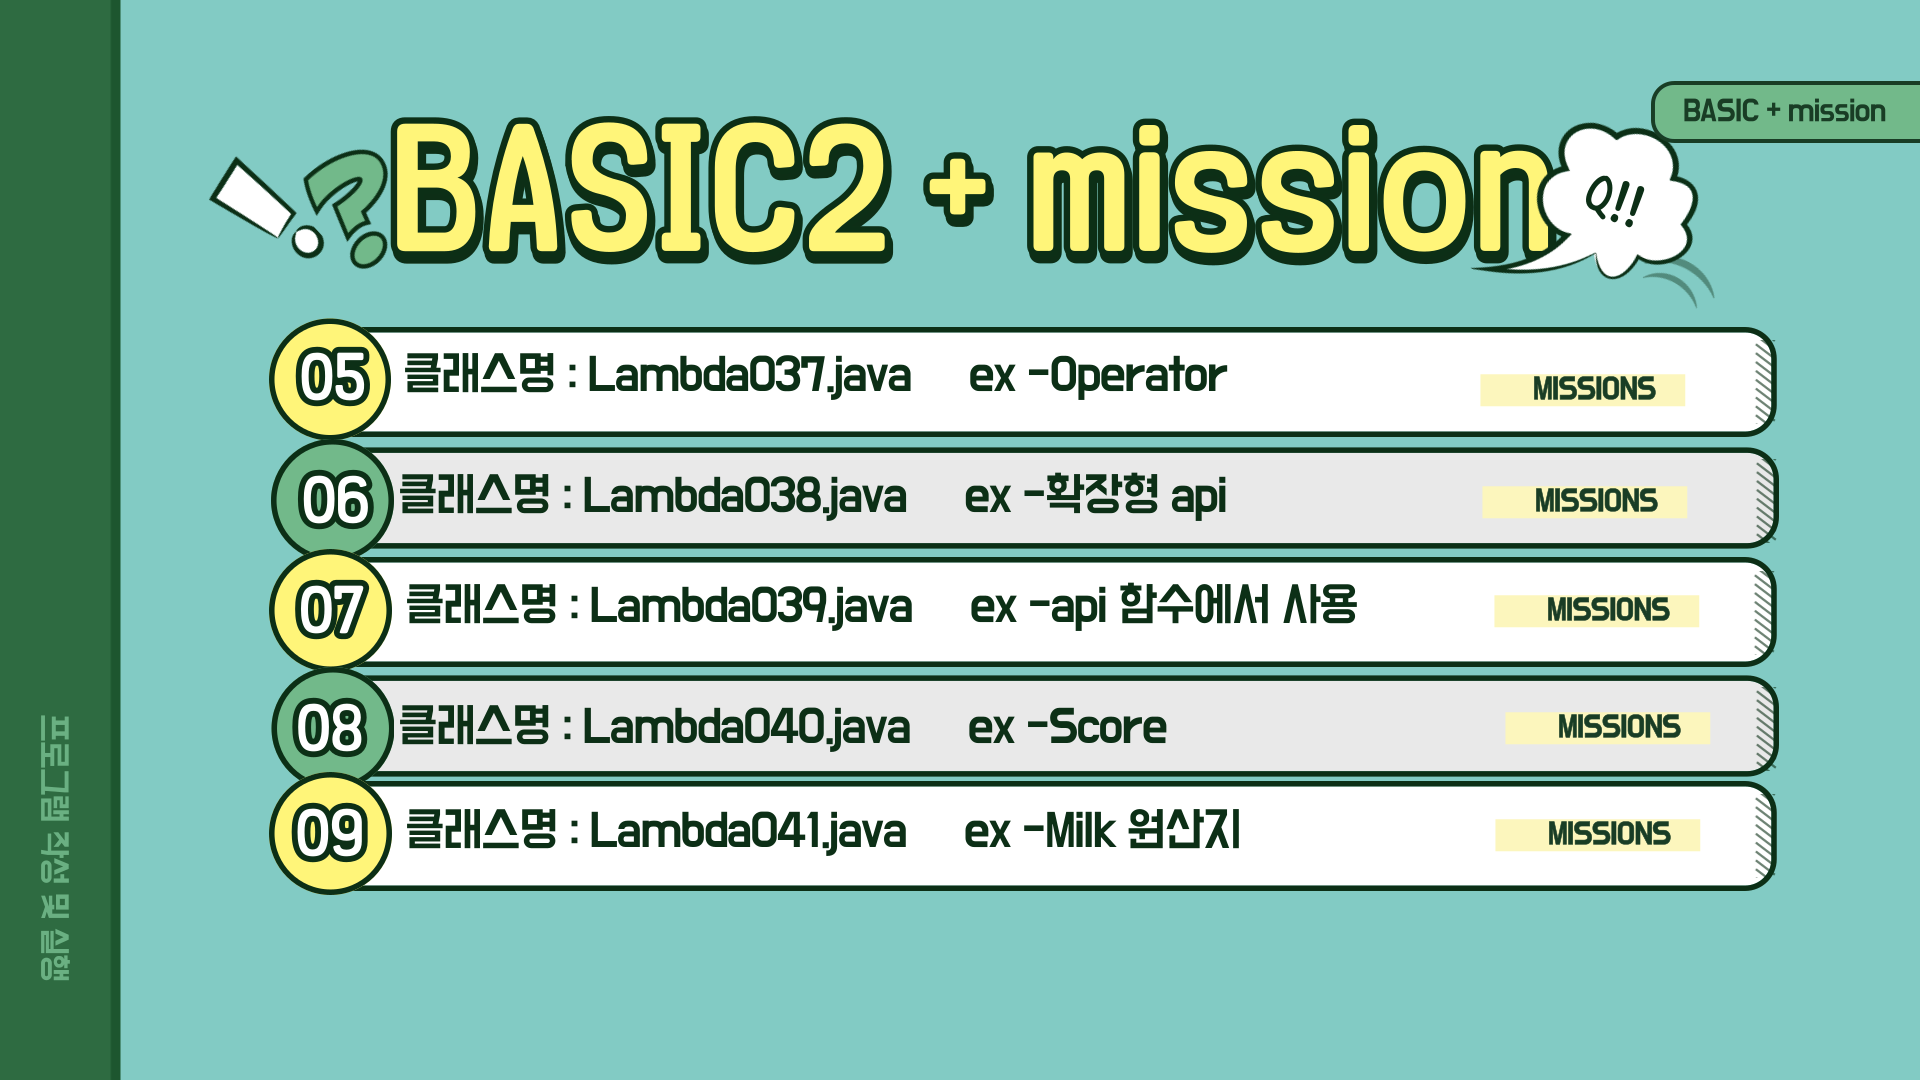 BASIC + mission
BASIC2 + mission
Q!!
05 클래스명 : Lambda037.java ex -Operator MISSIONS
06 클래스명 : Lambda038.java ex -확장형 api MISSIONS
07 클래스명 : Lambda039.java ex -api 함수에서 사용 MISSIONS
08 클래스명 : Lambda040.java ex -Score MISSIONS
09 클래스명 : Lambda041.java ex -Milk 원산지 MISSIONS
프로그램 작성 및 실행